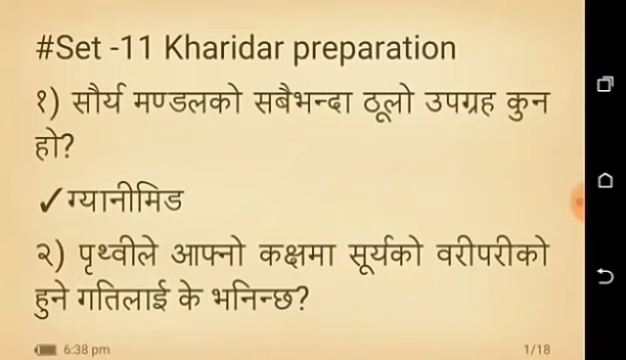 #Set -11 Kharidar preparation
१) सौर्य मण्डलको सबैभन्दा ठूलो उपग्रह कुन
हो?
✓ग्यानीमिड
२) पृथ्वीले आफ्नो कक्षमा सूर्यको वरीपरीको
हुने गतिलाई के भनिन्छ?
6:38 pm 1/18